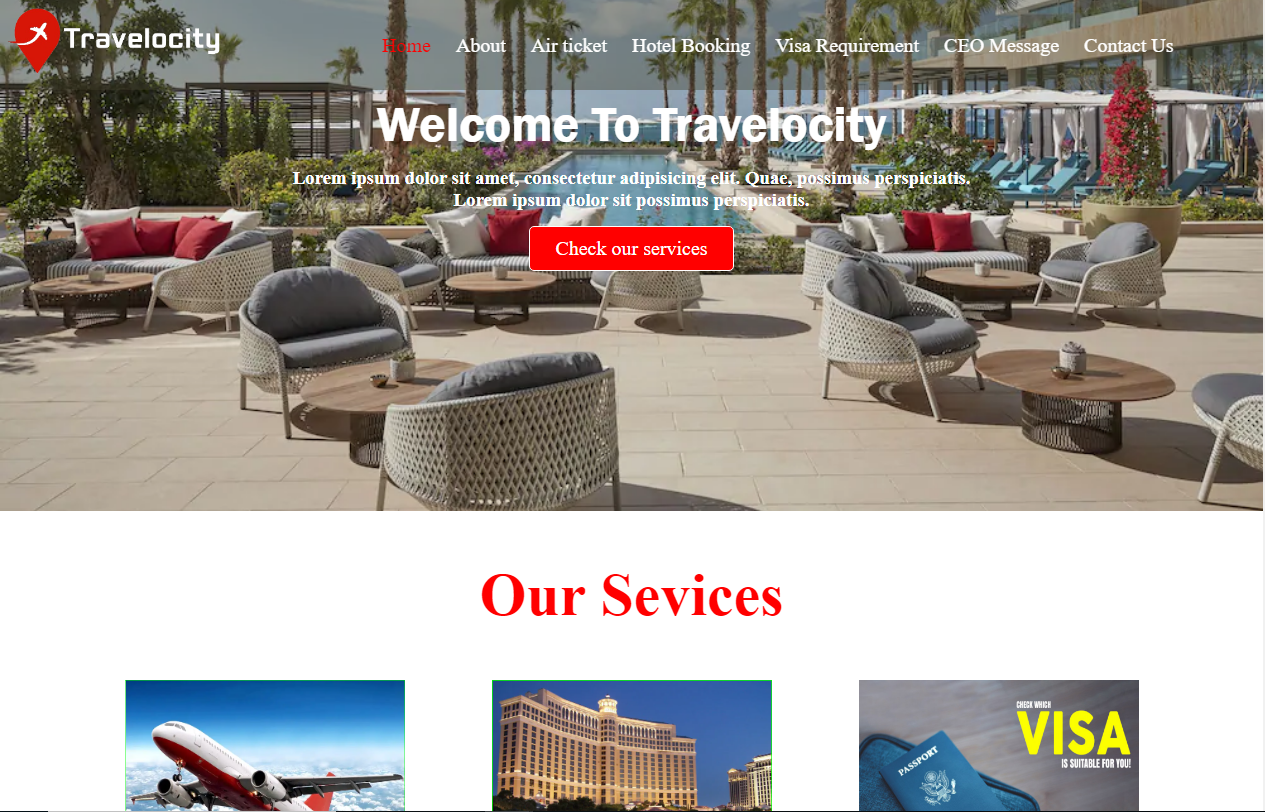 Travelocity
Home About Air ticket Hotel Booking Visa Requirement CEO Message Contact Us
Welcome To Travelocity
Lorem ipsum dolor sit amet, consectetur adipisicing elit. Quae, possimus perspiciatis.
Lorem ipsum dolor sit possimus perspiciatis.
Check our services
Our Sevices
CHECK WHICH
VISA
IS SUITABLE FOR YOU!
PASSPORT